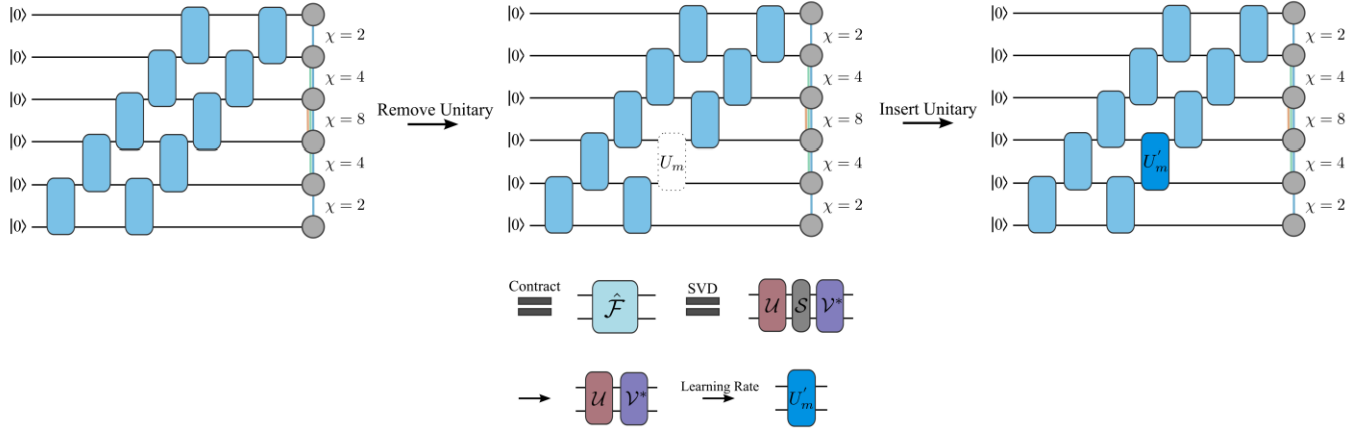 |0⟩ |0⟩ |0⟩
χ = 2 χ = 2 χ = 2
|0⟩ |0⟩ |0⟩
χ = 4 χ = 4 χ = 4
|0⟩ Remove Unitary |0⟩ Insert Unitary |0⟩
χ = 8 χ = 8 χ = 8
|0⟩ |0⟩ |0⟩
χ = 4 U_m χ = 4 U'_m χ = 4
|0⟩ |0⟩ |0⟩
χ = 2 χ = 2 χ = 2
|0⟩ |0⟩ |0⟩
Contract SVD
F̂ U S V*
Learning Rate
U V* U'_m